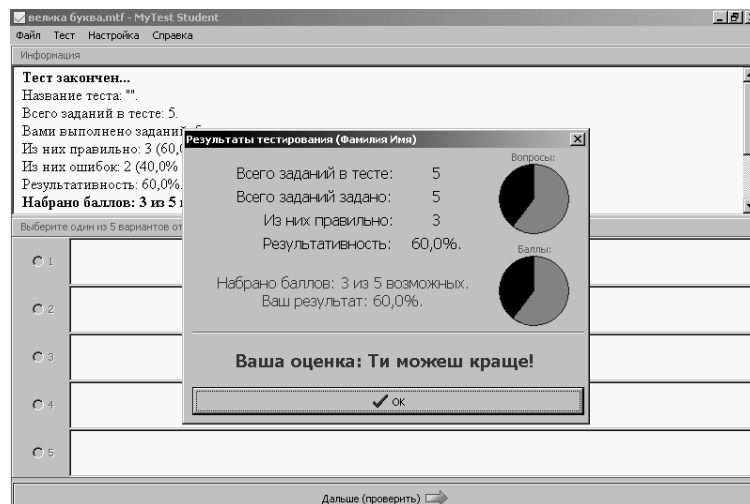 велика буква.mtf - MyTest Student
Файл Тест Настройка Справка
Информация
Тест закончен...
Название теста: "".
Всего заданий в тесте: 5.
Вами выполнено заданий:
Из них правильно: 3 (60,
Из них ошибок: 2 (40,0%
Результативность: 60,0%.
Набрано баллов: 3 из 5
Выберите один из 5 вариантов от
1
2
3
4
5
Результаты тестирования (Фамилия Имя)
Всего заданий в тесте: 5
Всего заданий задано: 5
Из них правильно: 3
Результативность: 60,0%.
Вопросы:
Баллы:
Набрано баллов: 3 из 5 возможных.
Ваш результат: 60,0%.
Ваша оценка: Ти можеш краще!
ОК
Дальше (проверить)